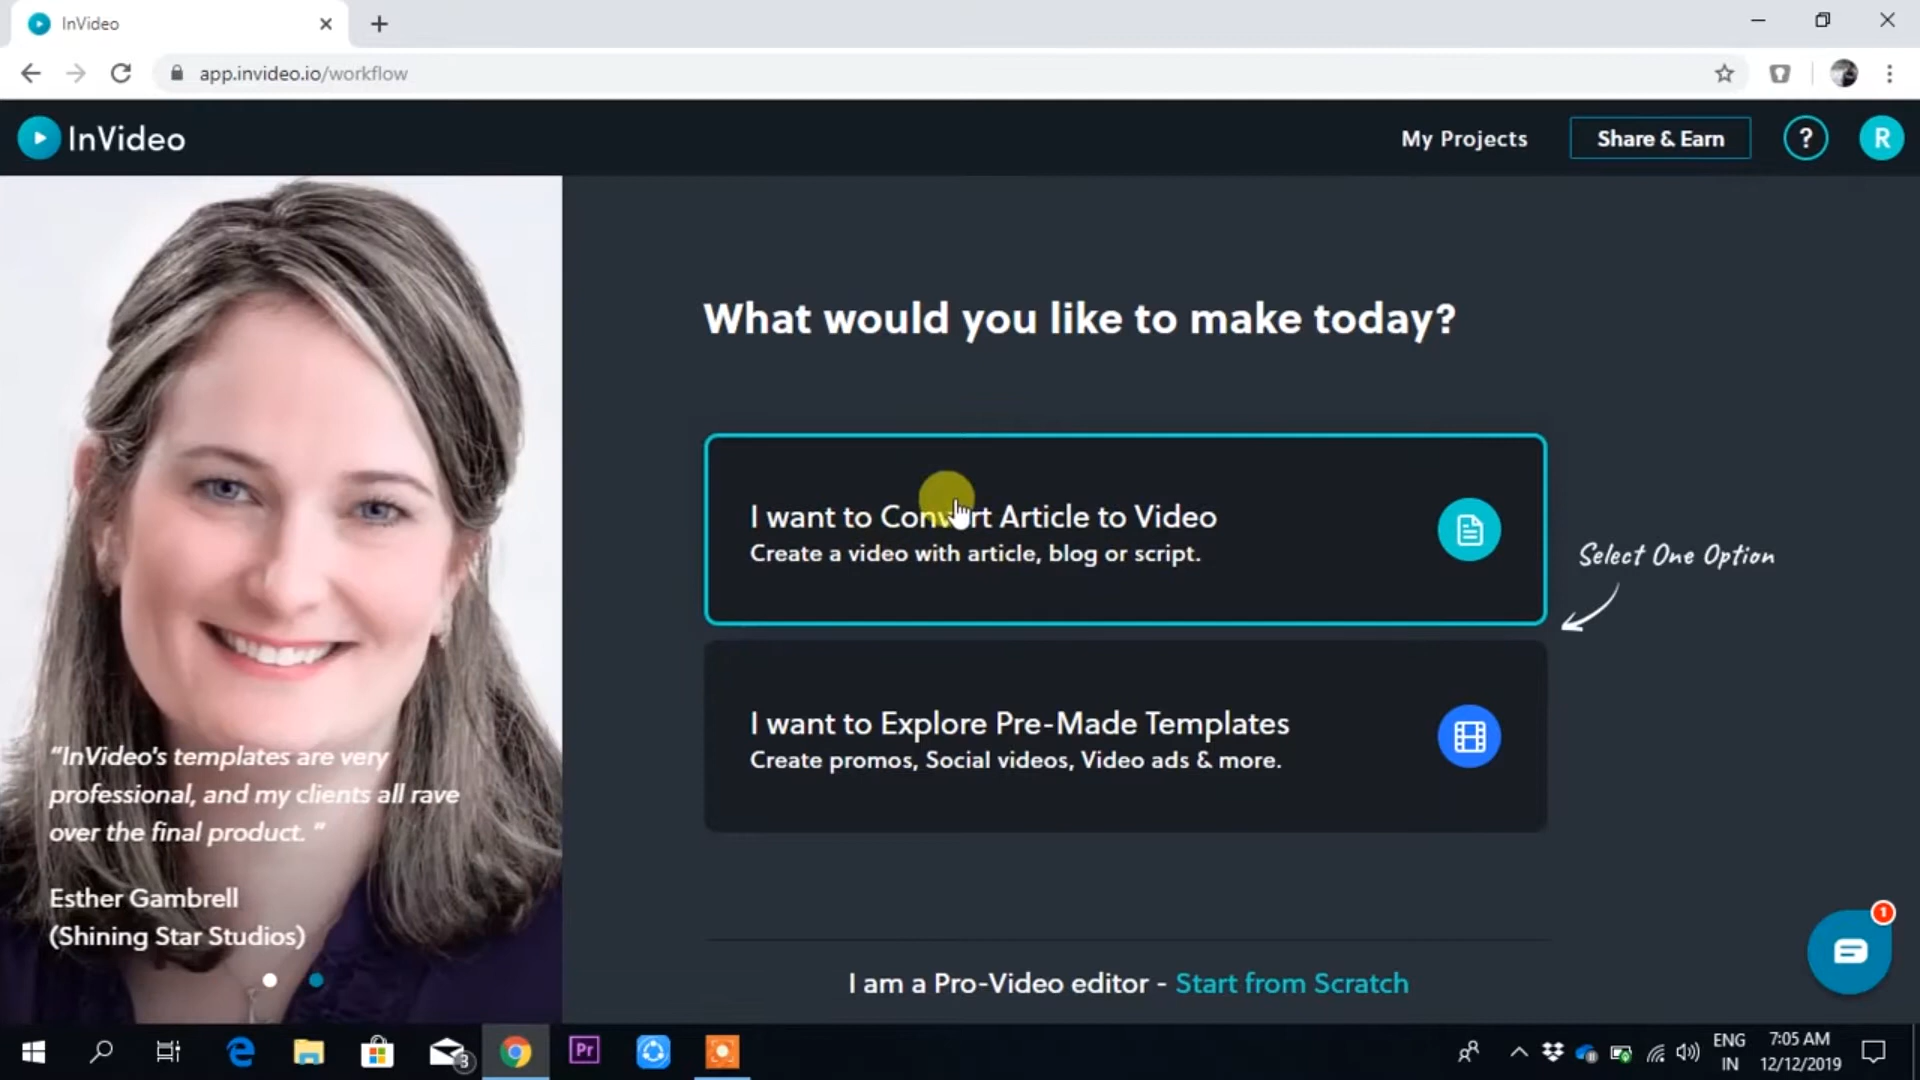 InVideo
app.invideo.io/workflow
InVideo
My Projects
Share & Earn
?
R
What would you like to make today?
I want to Convert Article to Video
Create a video with article, blog or script.
Select One Option
I want to Explore Pre-Made Templates
Create promos, Social videos, Video ads & more.
"InVideo's templates are very
professional, and my clients all rave
over the final product. "
Esther Gambrell
(Shining Star Studios)
1
I am a Pro-Video editor - Start from Scratch
3
Pr
ENG
IN
7:05 AM
12/12/2019